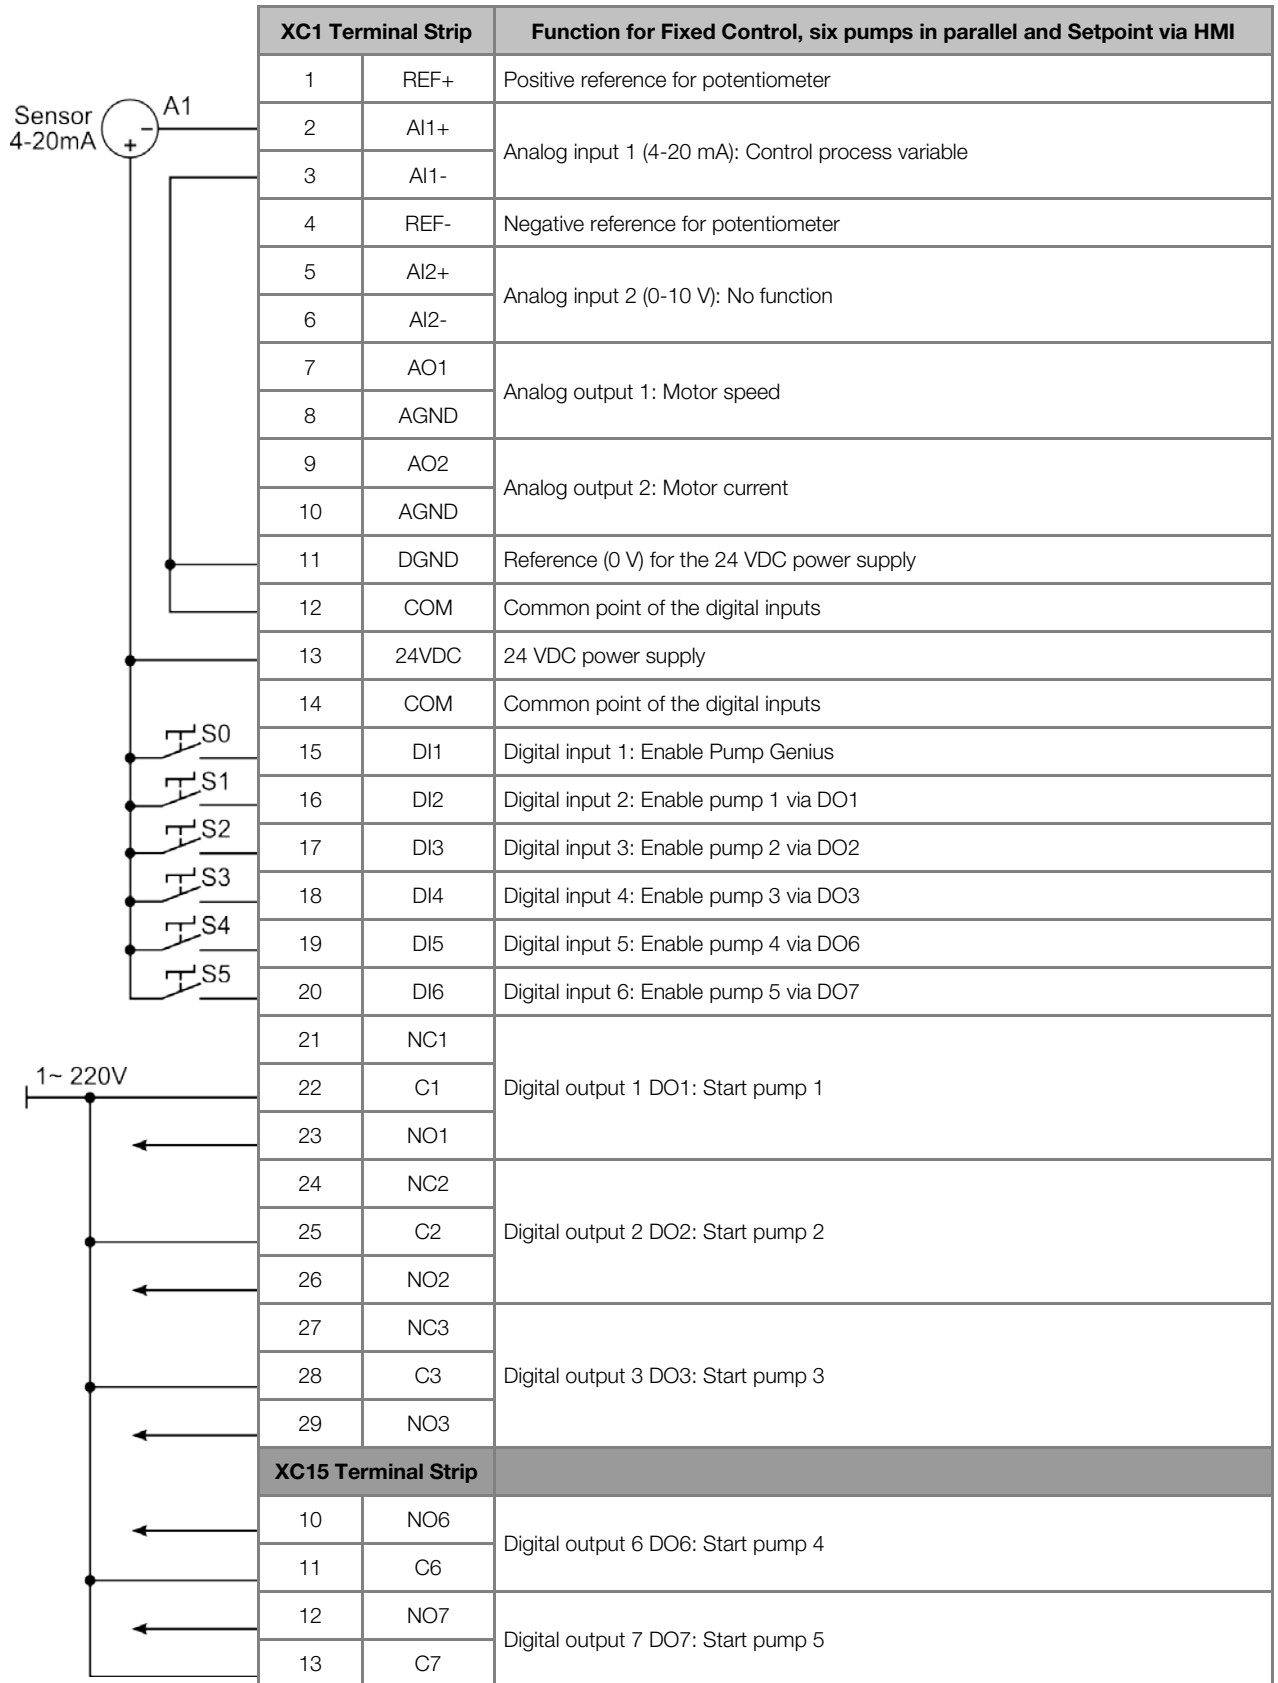 XC1 Terminal Strip Function for Fixed Control, six pumps in parallel and Setpoint via HMI
1 REF+ Positive reference for potentiometer
Sensor
4-20mA
A1
+
-
2 AI1+
Analog input 1 (4-20 mA): Control process variable
3 AI1-
4 REF- Negative reference for potentiometer
5 AI2+
Analog input 2 (0-10 V): No function
6 AI2-
7 AO1
Analog output 1: Motor speed
8 AGND
9 AO2
Analog output 2: Motor current
10 AGND
11 DGND Reference (0 V) for the 24 VDC power supply
12 COM Common point of the digital inputs
13 24VDC 24 VDC power supply
14 COM Common point of the digital inputs
S0 15 DI1 Digital input 1: Enable Pump Genius
S1 16 DI2 Digital input 2: Enable pump 1 via DO1
S2 17 DI3 Digital input 3: Enable pump 2 via DO2
S3 18 DI4 Digital input 4: Enable pump 3 via DO3
S4 19 DI5 Digital input 5: Enable pump 4 via DO6
S5 20 DI6 Digital input 6: Enable pump 5 via DO7
21 NC1
1~ 220V
22 C1 Digital output 1 DO1: Start pump 1
23 NO1
24 NC2
25 C2 Digital output 2 DO2: Start pump 2
26 NO2
27 NC3
28 C3 Digital output 3 DO3: Start pump 3
29 NO3
XC15 Terminal Strip
10 NO6
Digital output 6 DO6: Start pump 4
11 C6
12 NO7
Digital output 7 DO7: Start pump 5
13 C7